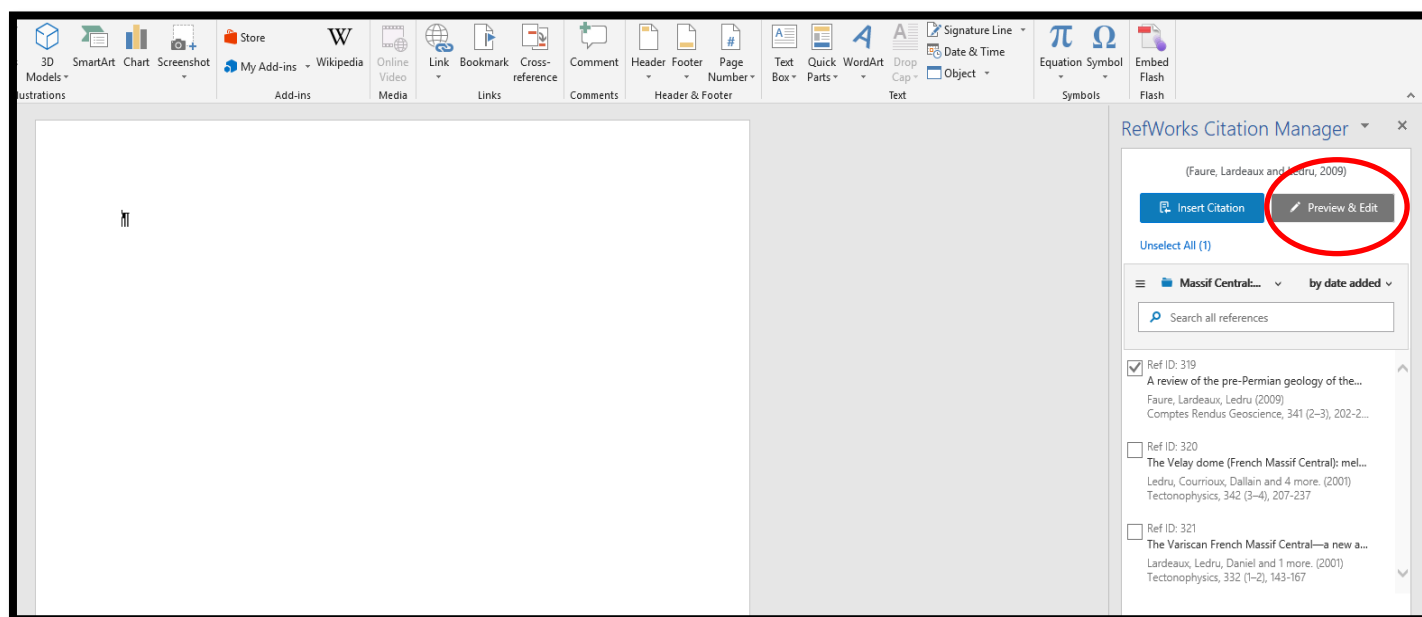 3D Models
SmartArt
Chart
Screenshot
lustrations
Store
My Add-ins
Wikipedia
W
Add-ins
Online Video
Media
Link
Bookmark
Cross-reference
Links
Comment
Comments
Header
Footer
Page Number
#
Header & Footer
A
Text Box
Quick Parts
A
WordArt
A
Drop Cap
Signature Line
Date & Time
Object
Text
π
Equation
Ω
Symbol
Symbols
Embed Flash
Flash
¶
RefWorks Citation Manager
(Faure, Lardeaux and Ledru, 2009)
Insert Citation
Preview & Edit
Unselect All (1)
Massif Central:...
by date added
Search all references
Ref ID: 319
A review of the pre-Permian geology of the...
Faure, Lardeaux, Ledru (2009)
Comptes Rendus Geoscience, 341 (2–3), 202-2...
Ref ID: 320
The Velay dome (French Massif Central): mel...
Ledru, Courrioux, Dallain and 4 more. (2001)
Tectonophysics, 342 (3–4), 207-237
Ref ID: 321
The Variscan French Massif Central—a new a...
Lardeaux, Ledru, Daniel and 1 more. (2001)
Tectonophysics, 332 (1–2), 143-167